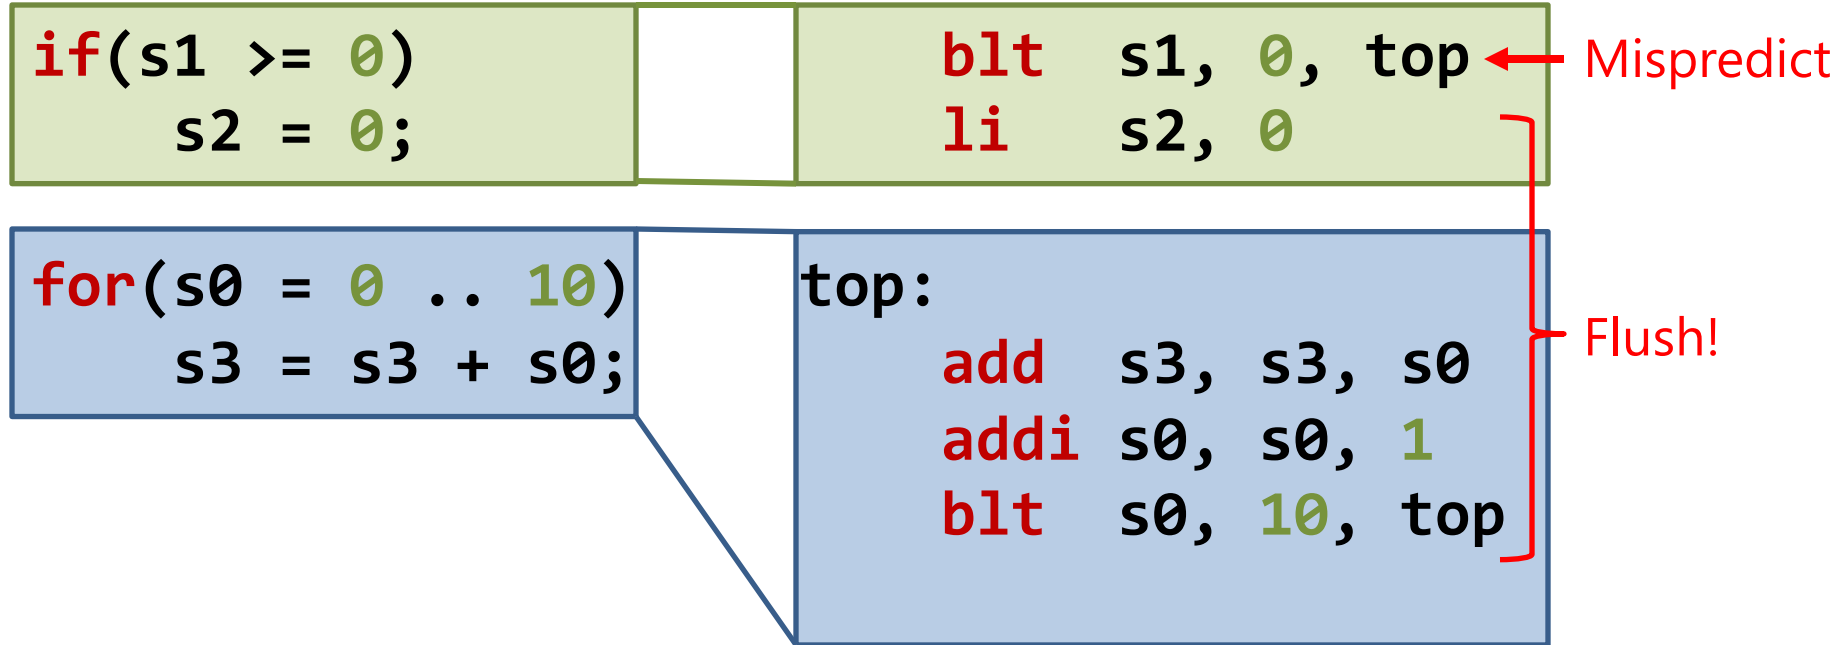 if(s1 >= 0)
    s2 = 0;
blt s1, 0, top
li s2, 0
Mispredict
for(s0 = 0 .. 10)
    s3 = s3 + s0;
top:
    add s3, s3, s0
    addi s0, s0, 1
    blt s0, 10, top
Flush!